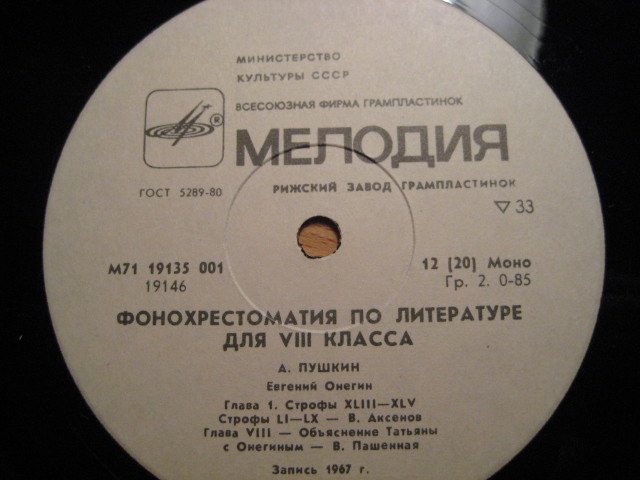 МИНИСТЕРСТВО
КУЛЬТУРЫ СССР
ВСЕСОЮЗНАЯ ФИРМА ГРАМПЛАСТИНОК
®
МЕЛОДИЯ
ГОСТ 5289-80
РИЖСКИЙ ЗАВОД ГРАМПЛАСТИНОК
▽ 33
М71 19135 001
12 (20) Моно
19146
Гр. 2. 0-85
ФОНОХРЕСТОМАТИЯ ПО ЛИТЕРАТУРЕ
ДЛЯ VIII КЛАССА
А. ПУШКИН
Евгений Онегин
Глава 1. Строфы XLIII—XLV
Строфы LI—LX — В. Аксенов
Глава VIII — Объяснение Татьяны
с Онегиным — В. Пашенная
Запись 1967 г.